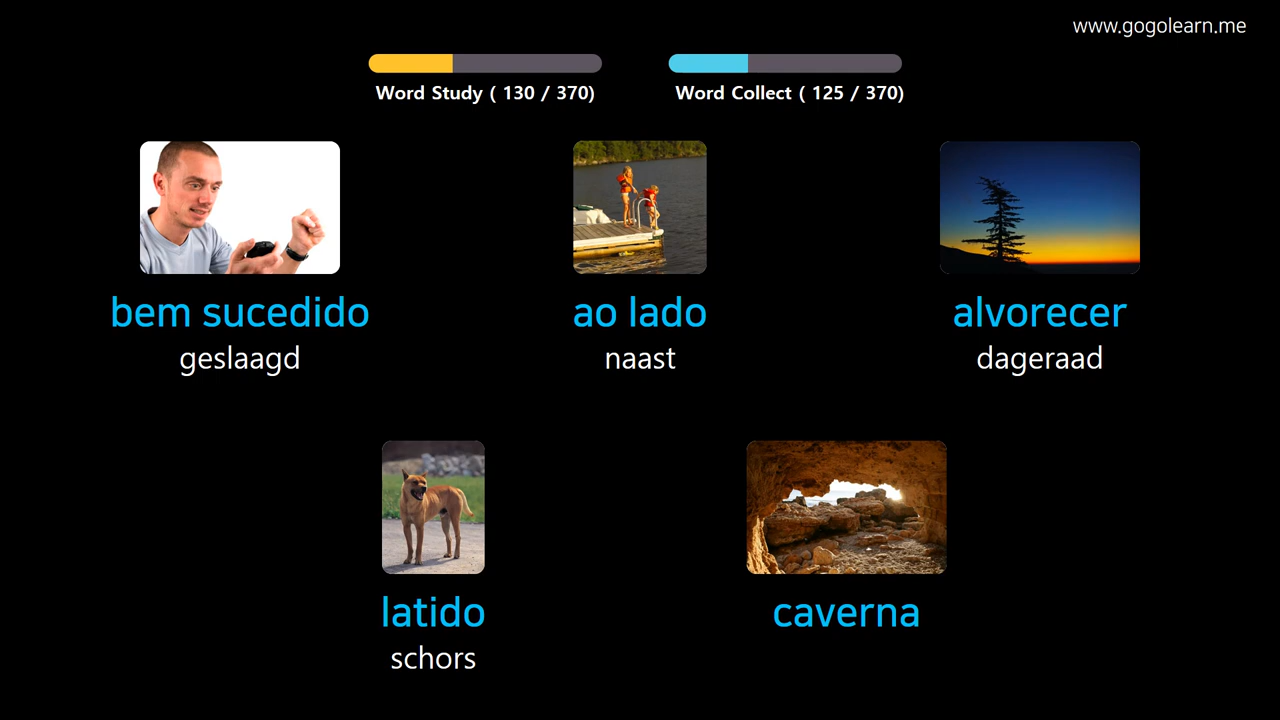 www.gogolearn.me
Word Study ( 130 / 370)
Word Collect ( 125 / 370)
bem sucedido
geslaagd
ao lado
naast
alvorecer
dageraad
latido
schors
caverna